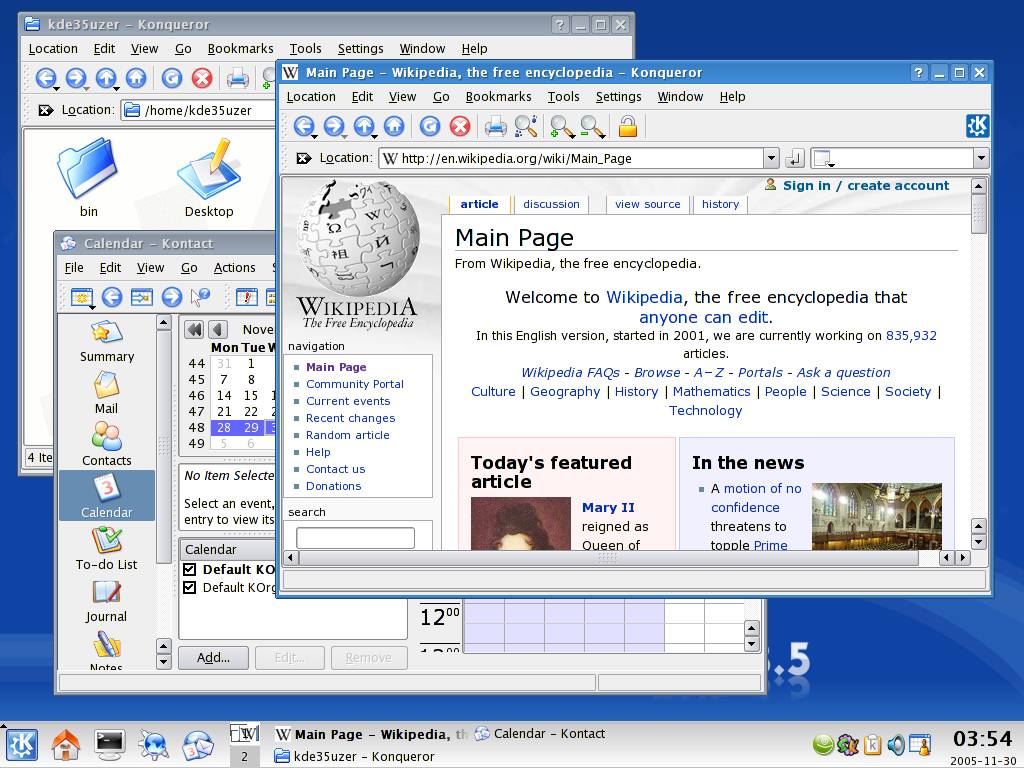 kde35uzer – Konqueror
Location Edit View Go Bookmarks Tools Settings Window Help
Location: /home/kde35uzer
bin Desktop
4 Ite
Calendar – Kontact
File Edit View Go Actions
Summary
Mail
Contacts
Calendar
To-do List
Journal
Notes
Nove
Mon Tue W
44 31 1
45 7 8
46 14 15 1
47 21 22 2
48 28 29 3
49 5 6
No Item Selecte
Select an event,
entry to view its
Calendar
Default KO
Default KOrg
Add... Edit... Remove
12 00
Main Page – Wikipedia, the free encyclopedia – Konqueror
Location Edit View Go Bookmarks Tools Settings Window Help
Location: http://en.wikipedia.org/wiki/Main_Page
WIKIPEDIA
The Free Encyclopedia
navigation
Main Page
Community Portal
Current events
Recent changes
Random article
Help
Contact us
Donations
search
Sign in / create account
article discussion view source history
Main Page
From Wikipedia, the free encyclopedia.
Welcome to Wikipedia, the free encyclopedia that
anyone can edit.
In this English version, started in 2001, we are currently working on 835,932
articles.
Wikipedia FAQs - Browse - A–Z - Portals - Ask a question
Culture | Geography | History | Mathematics | People | Science | Society |
Technology
Today's featured
article
Mary II
reigned as
Queen of
In the news
A motion of no
confidence
threatens to
topple Prime
.5
2
Main Page – Wikipedia, th
Calendar – Kontact
kde35uzer – Konqueror
03:54
2005-11-30